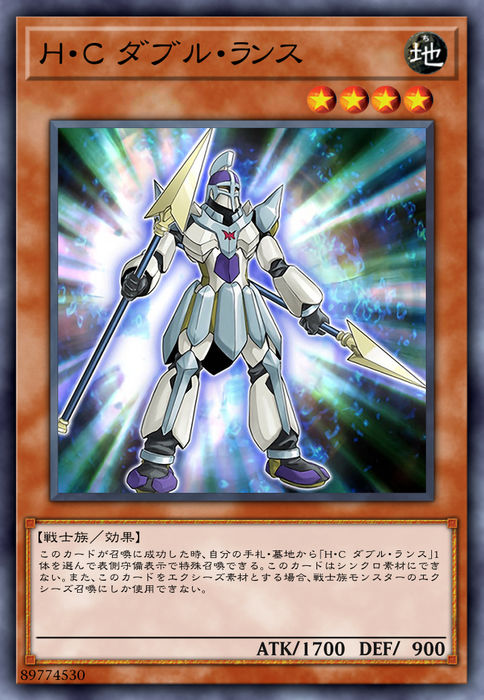 H・C ダブル・ランス
ち
地
【戦士族／効果】
このカードが召喚に成功した時、自分の手札・墓地から「H・C ダブル・ランス」1
体を選んで表側守備表示で特殊召喚できる。このカードはシンクロ素材にでき
ない。また、このカードをエクシーズ素材とする場合、戦士族モンスターのエク
シーズ召喚にしか使用できない。
ATK/1700 DEF/ 900
89774530